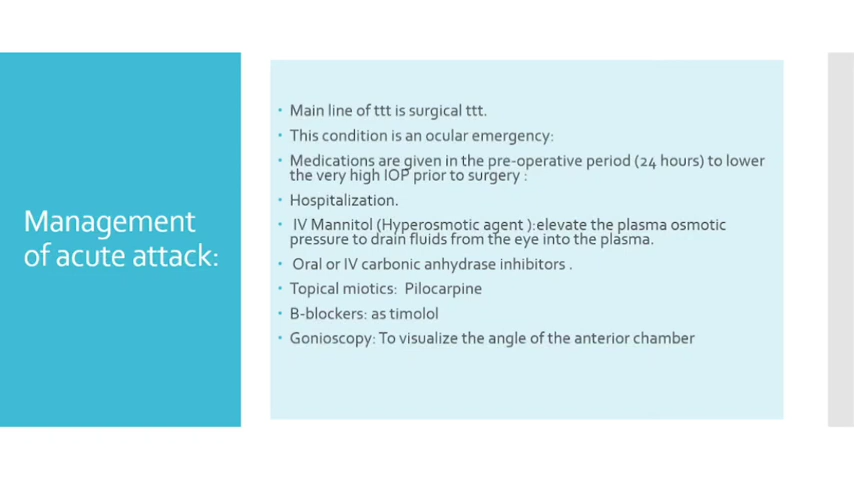 Management
of acute attack:
• Main line of ttt is surgical ttt.
• This condition is an ocular emergency:
• Medications are given in the pre-operative period (24 hours) to lower
the very high IOP prior to surgery :
• Hospitalization.
• IV Mannitol (Hyperosmotic agent ):elevate the plasma osmotic
pressure to drain fluids from the eye into the plasma.
• Oral or IV carbonic anhydrase inhibitors .
• Topical miotics: Pilocarpine
• B-blockers: as timolol
• Gonioscopy: To visualize the angle of the anterior chamber